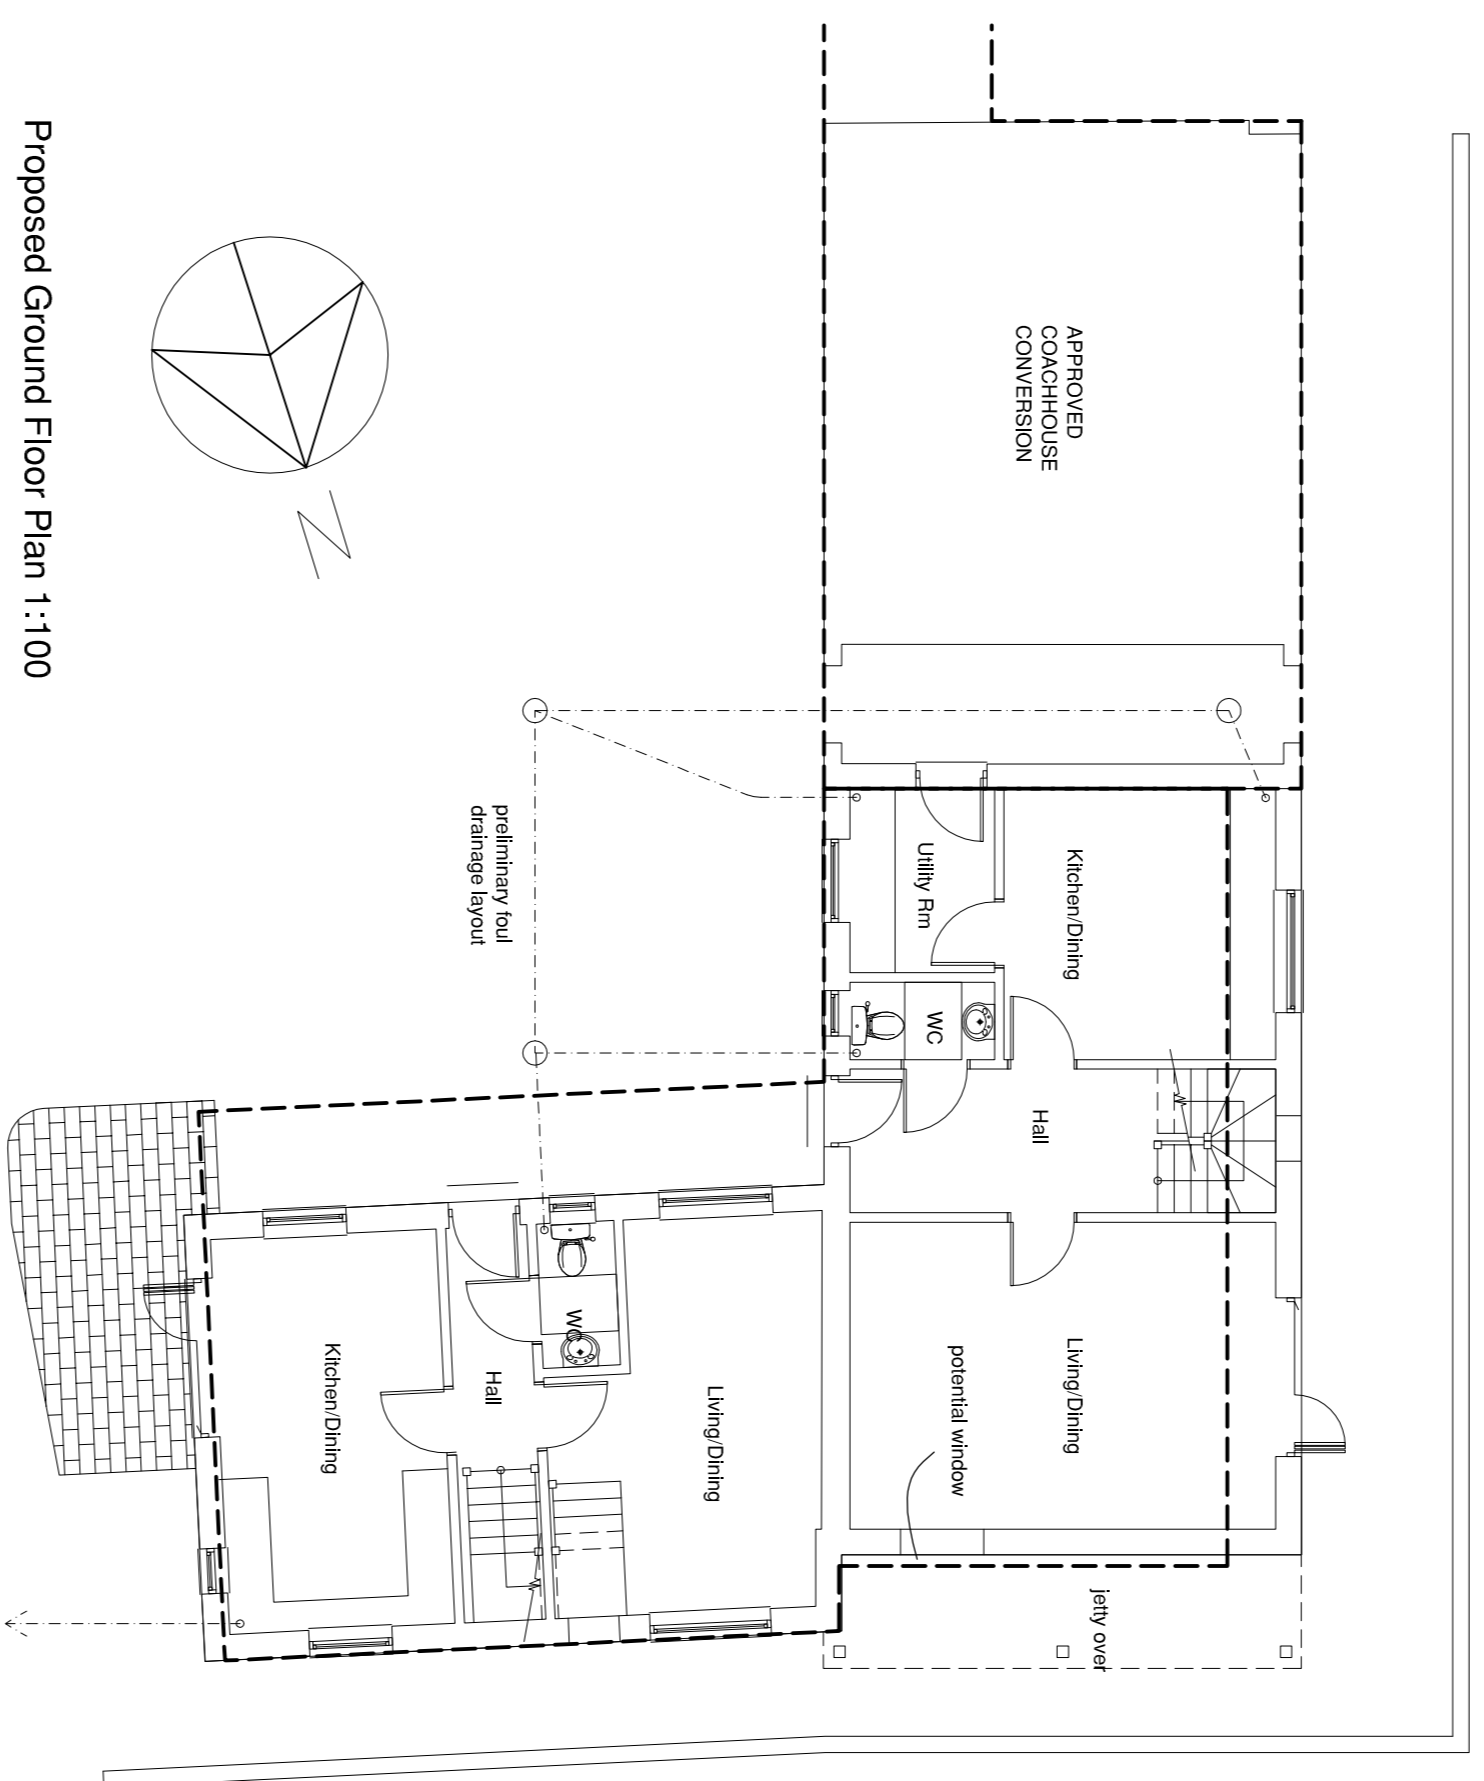 APPROVED
COACHHOUSE
CONVERSION
Kitchen/Dining
Utility Rm
WC
Hall
Living/Dining
potential window
jetty over
preliminary foul
drainage layout
Living/Dining
WC
Hall
Kitchen/Dining
N
Proposed Ground Floor Plan 1:100